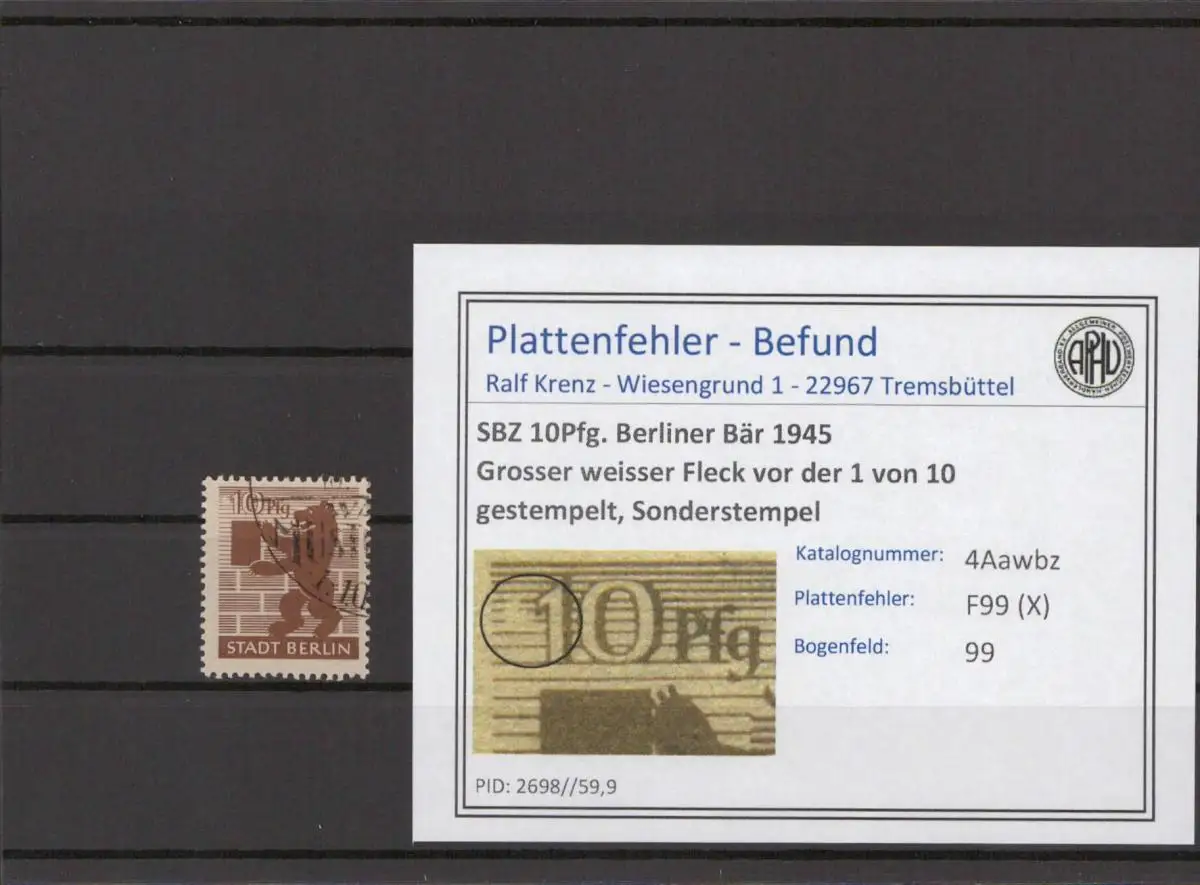 10 Pfg
STADT BERLIN
10
Plattenfehler - Befund
Ralf Krenz - Wiesengrund 1 - 22967 Tremsbüttel
APHV
SBZ 10Pfg. Berliner Bär 1945
Grosser weisser Fleck vor der 1 von 10
gestempelt, Sonderstempel
10 Pfg
Katalognummer: 4Aawbz
Plattenfehler: F99 (X)
Bogenfeld: 99
PID: 2698//59,9